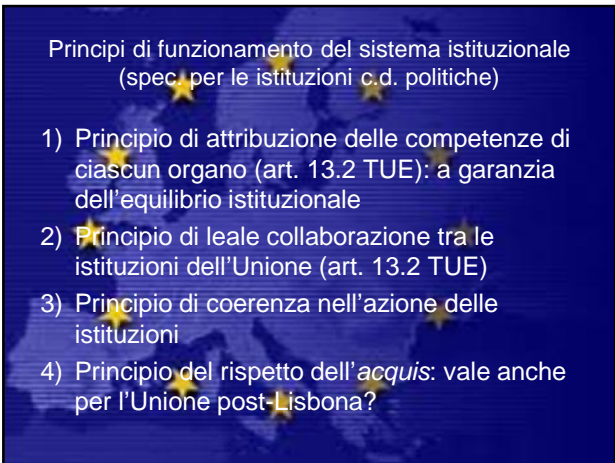 Principi di funzionamento del sistema istituzionale
(spec. per le istituzioni c.d. politiche)
1) Principio di attribuzione delle competenze di
ciascun organo (art. 13.2 TUE): a garanzia
dell'equilibrio istituzionale
2) Principio di leale collaborazione tra le
istituzioni dell'Unione (art. 13.2 TUE)
3) Principio di coerenza nell'azione delle
istituzioni
4) Principio del rispetto dell'acquis: vale anche
per l'Unione post-Lisbona?